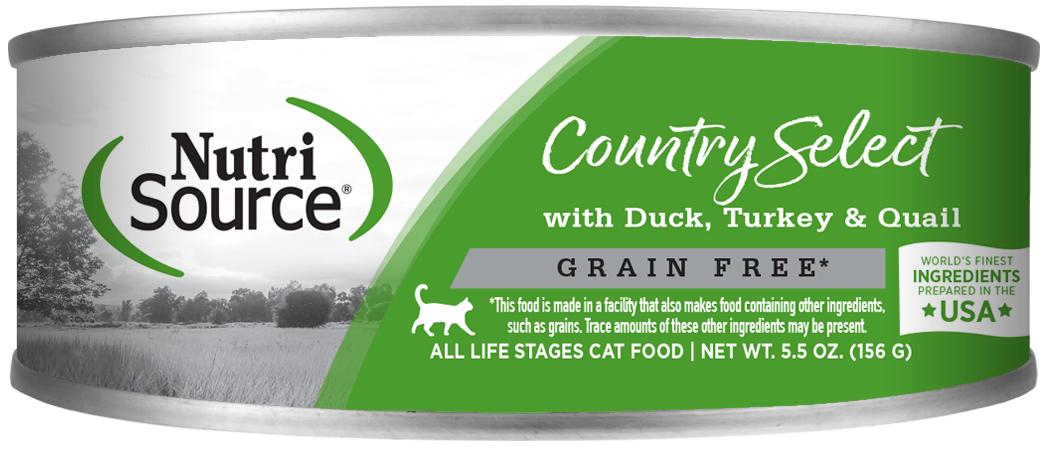 Nutri
Source®
Country Select
with Duck, Turkey & Quail
GRAIN FREE*
*This food is made in a facility that also makes food containing other ingredients,
such as grains. Trace amounts of these other ingredients may be present.
ALL LIFE STAGES CAT FOOD | NET WT. 5.5 OZ. (156 G)
WORLD'S FINEST
INGREDIENTS
PREPARED IN THE
★USA★